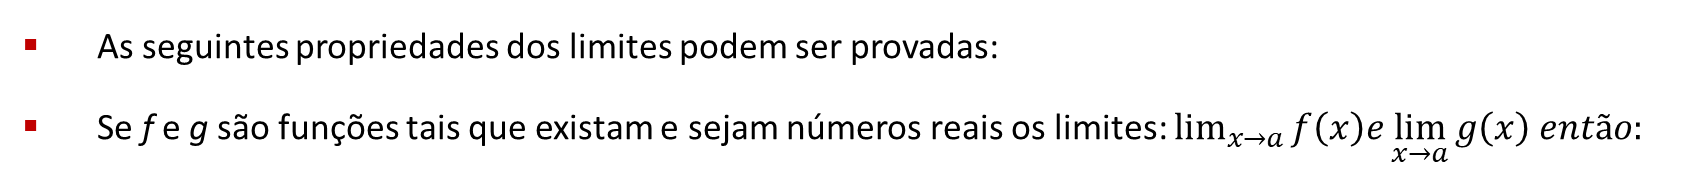 ▪ As seguintes propriedades dos limites podem ser provadas:
▪ Se f e g são funções tais que existam e sejam números reais os limites: lim_{x→a} f(x)e lim_{x→a} g(x) então: